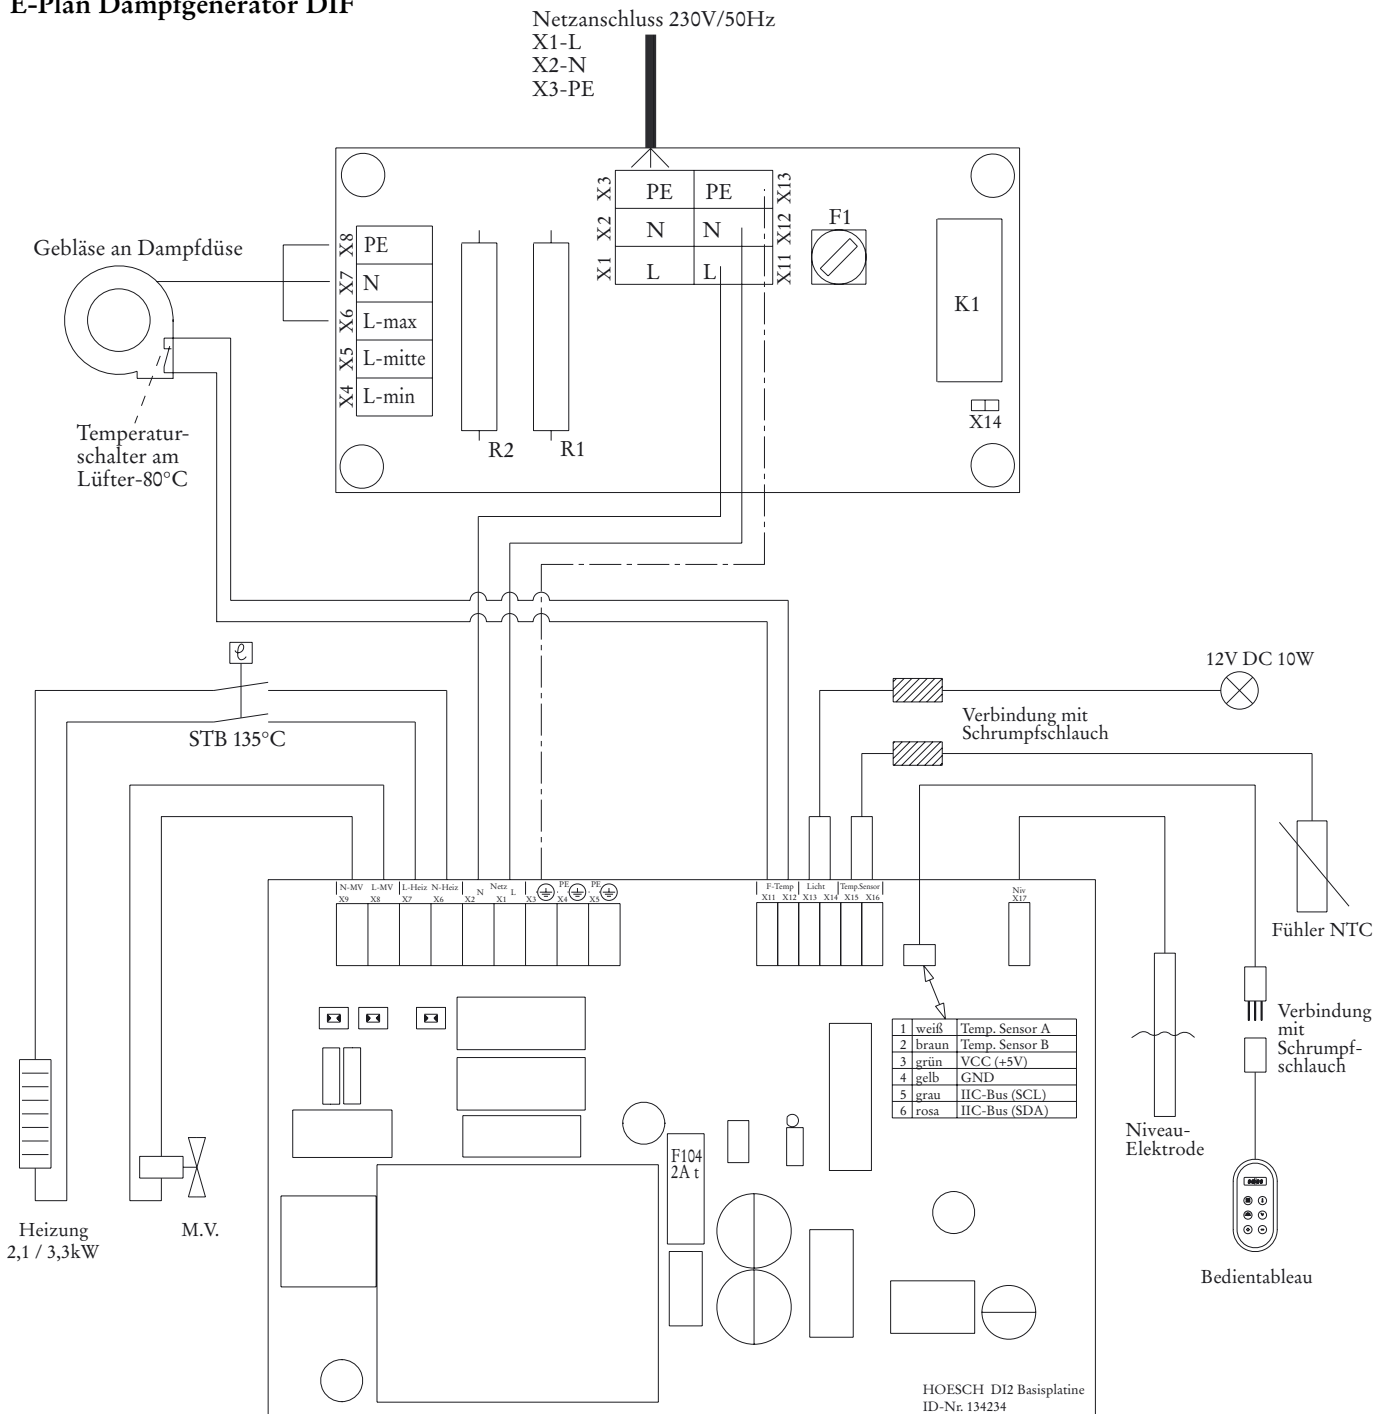 E-Plan Dampfgenerator DIF
Netzanschluss 230V/50Hz
X1-L
X2-N
X3-PE
X3 PE PE X13
X2 N N X12
X1 L L X11
F1
K1
X14
Gebläse an Dampfdüse
X8 PE
X7 N
X6 L-max
X5 L-mitte
X4 L-min
R2
R1
Temperatur-
schalter am
Lüfter-80°C
STB 135°C
12V DC 10W
Verbindung mit
Schrumpfschlauch
Fühler NTC
N-MV L-MV L-Heiz N-Heiz N Netz L PE PE
X9 X8 X7 X6 X2 X1 X3 X4 X5
F-Temp Licht Temp.Sensor
X11 X12 X13 X14 X15 X16
Niv
X17
1 weiß Temp. Sensor A
2 braun Temp. Sensor B
3 grün VCC (+5V)
4 gelb GND
5 grau IIC-Bus (SCL)
6 rosa IIC-Bus (SDA)
Verbindung
mit
Schrumpf-
schlauch
Niveau-
Elektrode
Bedientableau
F104
2A t
Heizung
2,1 / 3,3kW
M.V.
HOESCH DI2 Basisplatine
ID-Nr. 134234